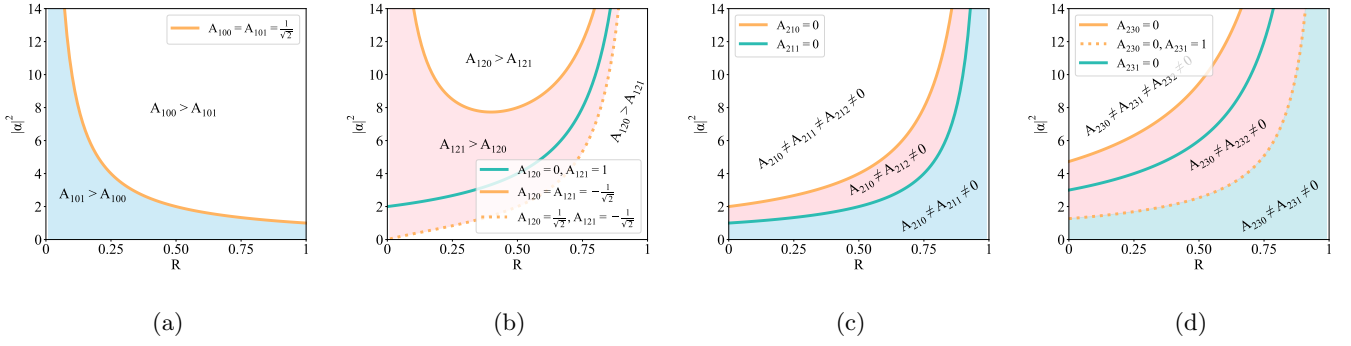 14
12
10
8
6
4
2
0
|α|²
0
0.25
0.50
0.75
1
R
A₁₀₀ = A₁₀₁ = 1/√2
A₁₀₀ > A₁₀₁
A₁₀₁ > A₁₀₀
(a)
14
12
10
8
6
4
2
0
|α|²
0
0.25
0.50
0.75
1
R
A₁₂₀ > A₁₂₁
A₁₂₀ > A₁₂₁
A₁₂₁ > A₁₂₀
A₁₂₀ = 0, A₁₂₁ = 1
A₁₂₀ = A₁₂₁ = −1/√2
A₁₂₀ = 1/√2, A₁₂₁ = −1/√2
(b)
14
12
10
8
6
4
2
0
|α|²
0
0.25
0.50
0.75
1
R
A₂₁₀ = 0
A₂₁₁ = 0
A₂₁₀ ≠ A₂₁₁ ≠ A₂₁₂ ≠ 0
A₂₁₀ ≠ A₂₁₂ ≠ 0
A₂₁₀ ≠ A₂₁₁ ≠ 0
(c)
14
12
10
8
6
4
2
0
|α|²
0
0.25
0.50
0.75
1
R
A₂₃₀ = 0
A₂₃₀ = 0, A₂₃₁ = 1
A₂₃₁ = 0
A₂₃₀ ≠ A₂₃₁ ≠ A₂₃₂ ≠ 0
A₂₃₀ ≠ A₂₃₂ ≠ 0
A₂₃₀ ≠ A₂₃₁ ≠ 0
(d)